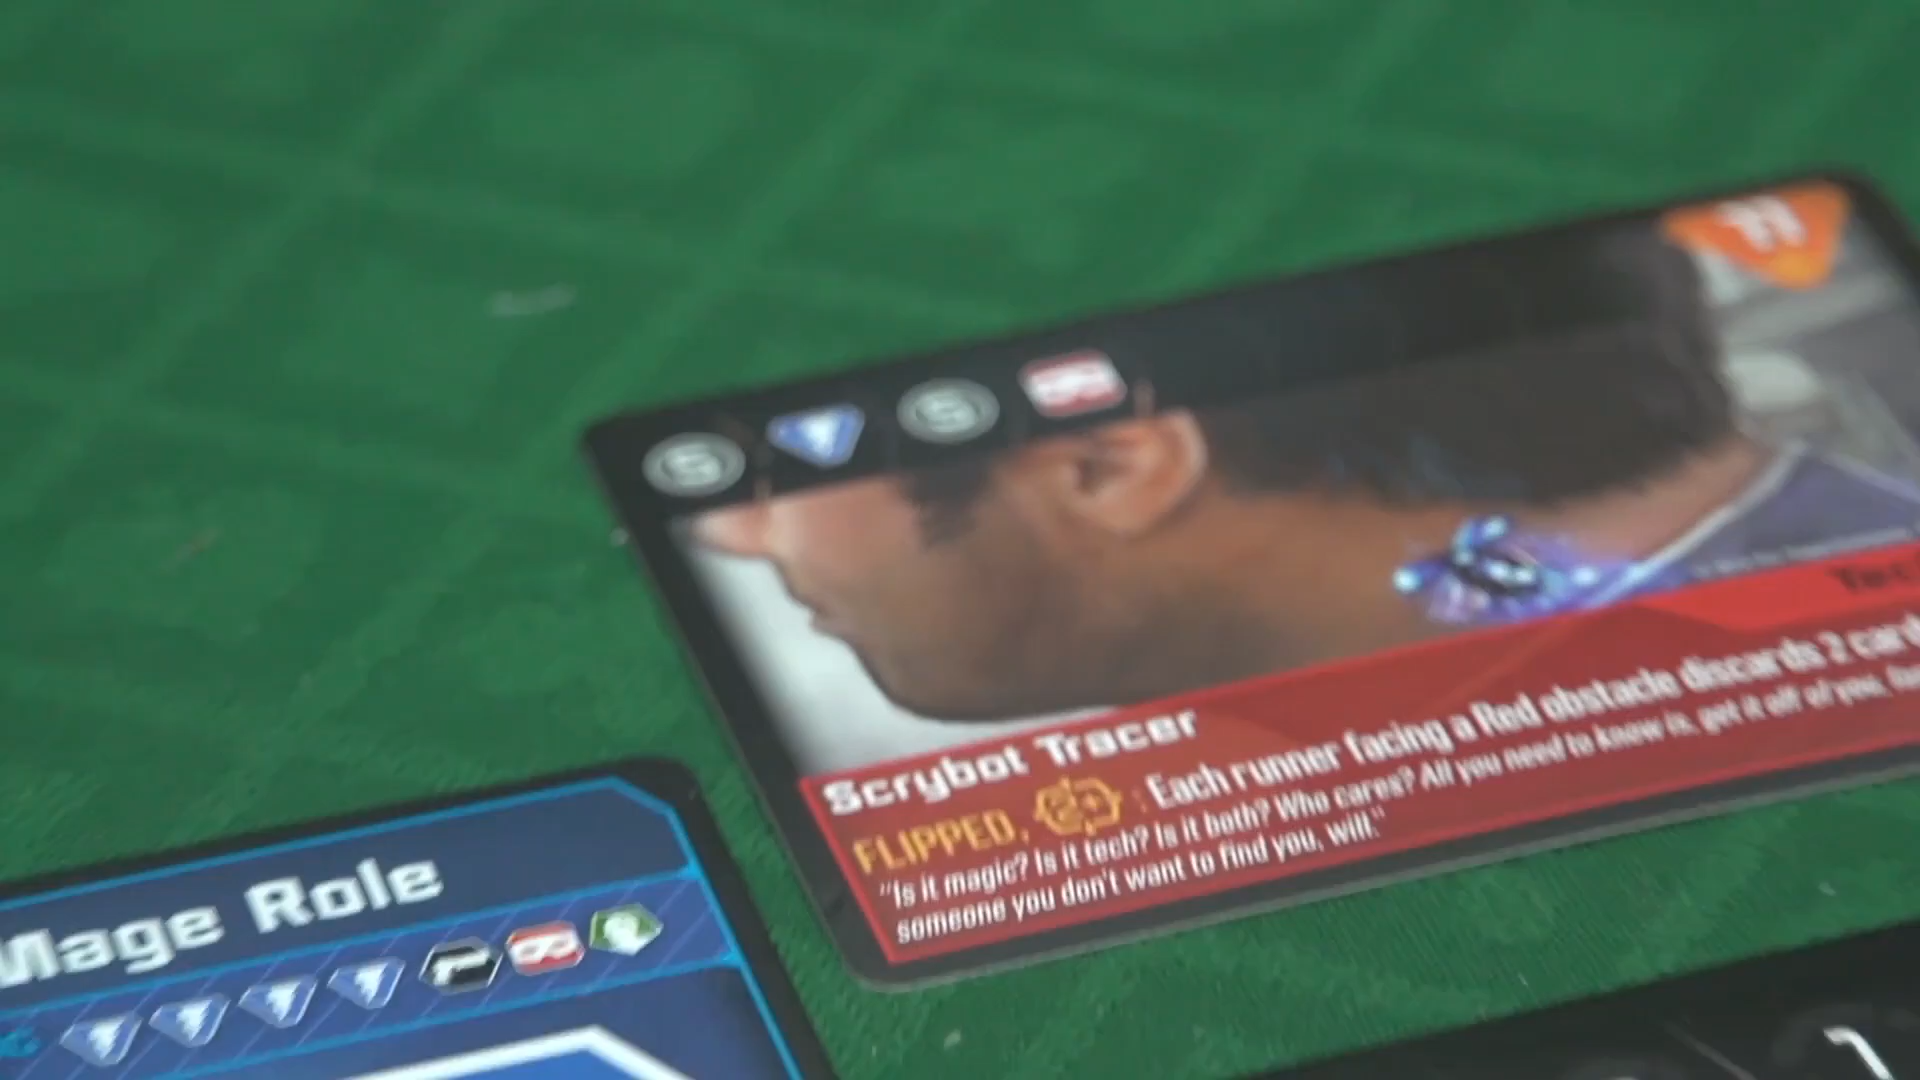 ¥¥
S
S
Tec
Scrybot Tracer
FLIPPED, : Each runner facing a Red obstacle discards 2 card
"Is it magic? Is it tech? Is it both? Who cares? All you need to know is, get it off of you,
someone you don't want to find you, will."
Mage Role